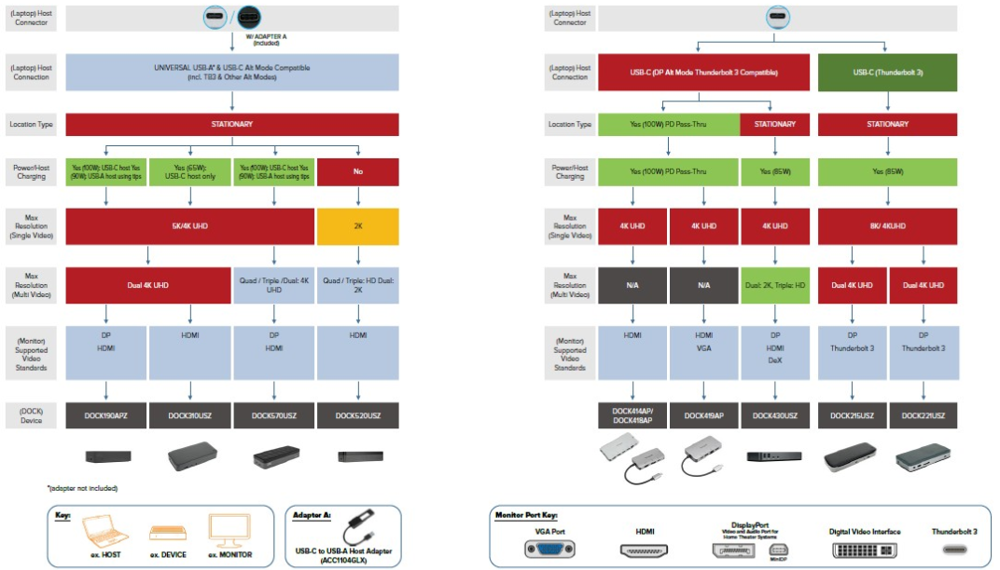 (Laptop) Host
Connector
W/ ADAPTER A
(Included)
(Laptop) Host
Connection
UNIVERSAL USB-A* & USB-C Alt Mode Compatible
(incl. TB3 & Other Alt Modes)
Location Type
STATIONARY
Power/Host
Charging
Yes (100W): USB-C host Yes
(90W): USB-A host using tips
Yes (65W):
USB-C host only
Yes (100W): USB-C host Yes
(90W): USB-A host using tips
No
Max
Resolution
(Single Video)
5K/4K UHD
2K
Max
Resolution
(Multi Video)
Dual 4K UHD
Quad / Triple /Dual: 4K
UHD
Quad / Triple: HD Dual:
2K
(Monitor)
Supported
Video
Standards
DP
HDMI
HDMI
DP
HDMI
HDMI
(DOCK)
Device
DOCK190APZ
DOCK310USZ
DOCK570USZ
DOCK520USZ
*(adapter not included)
Key:
ex. HOST
ex. DEVICE
ex. MONITOR
Adapter A:
USB-C to USB-A Host Adapter
(ACC1104GLX)
(Laptop) Host
Connector
(Laptop) Host
Connection
USB-C (DP Alt Mode Thunderbolt 3 Compatible)
USB-C (Thunderbolt 3)
Location Type
Yes (100W) PD Pass-Thru
STATIONARY
STATIONARY
Power/Host
Charging
Yes (100W) PD Pass-Thru
Yes (85W)
Yes (85W)
Max
Resolution
(Single Video)
4K UHD
4K UHD
4K UHD
8K/ 4KUHD
Max
Resolution
(Multi Video)
N/A
N/A
Dual: 2K, Triple: HD
Dual 4K UHD
Dual 4K UHD
(Monitor)
Supported
Video
Standards
HDMI
HDMI
VGA
DP
HDMI
DeX
DP
Thunderbolt 3
DP
Thunderbolt 3
(DOCK)
Device
DOCK414AP/
DOCK418AP
DOCK419AP
DOCK430USZ
DOCK215USZ
DOCK221USZ
Monitor Port Key:
VGA Port
HDMI
DisplayPort
Video and Audio Port for
Home Theater Systems
MiniDP
Digital Video Interface
Thunderbolt 3